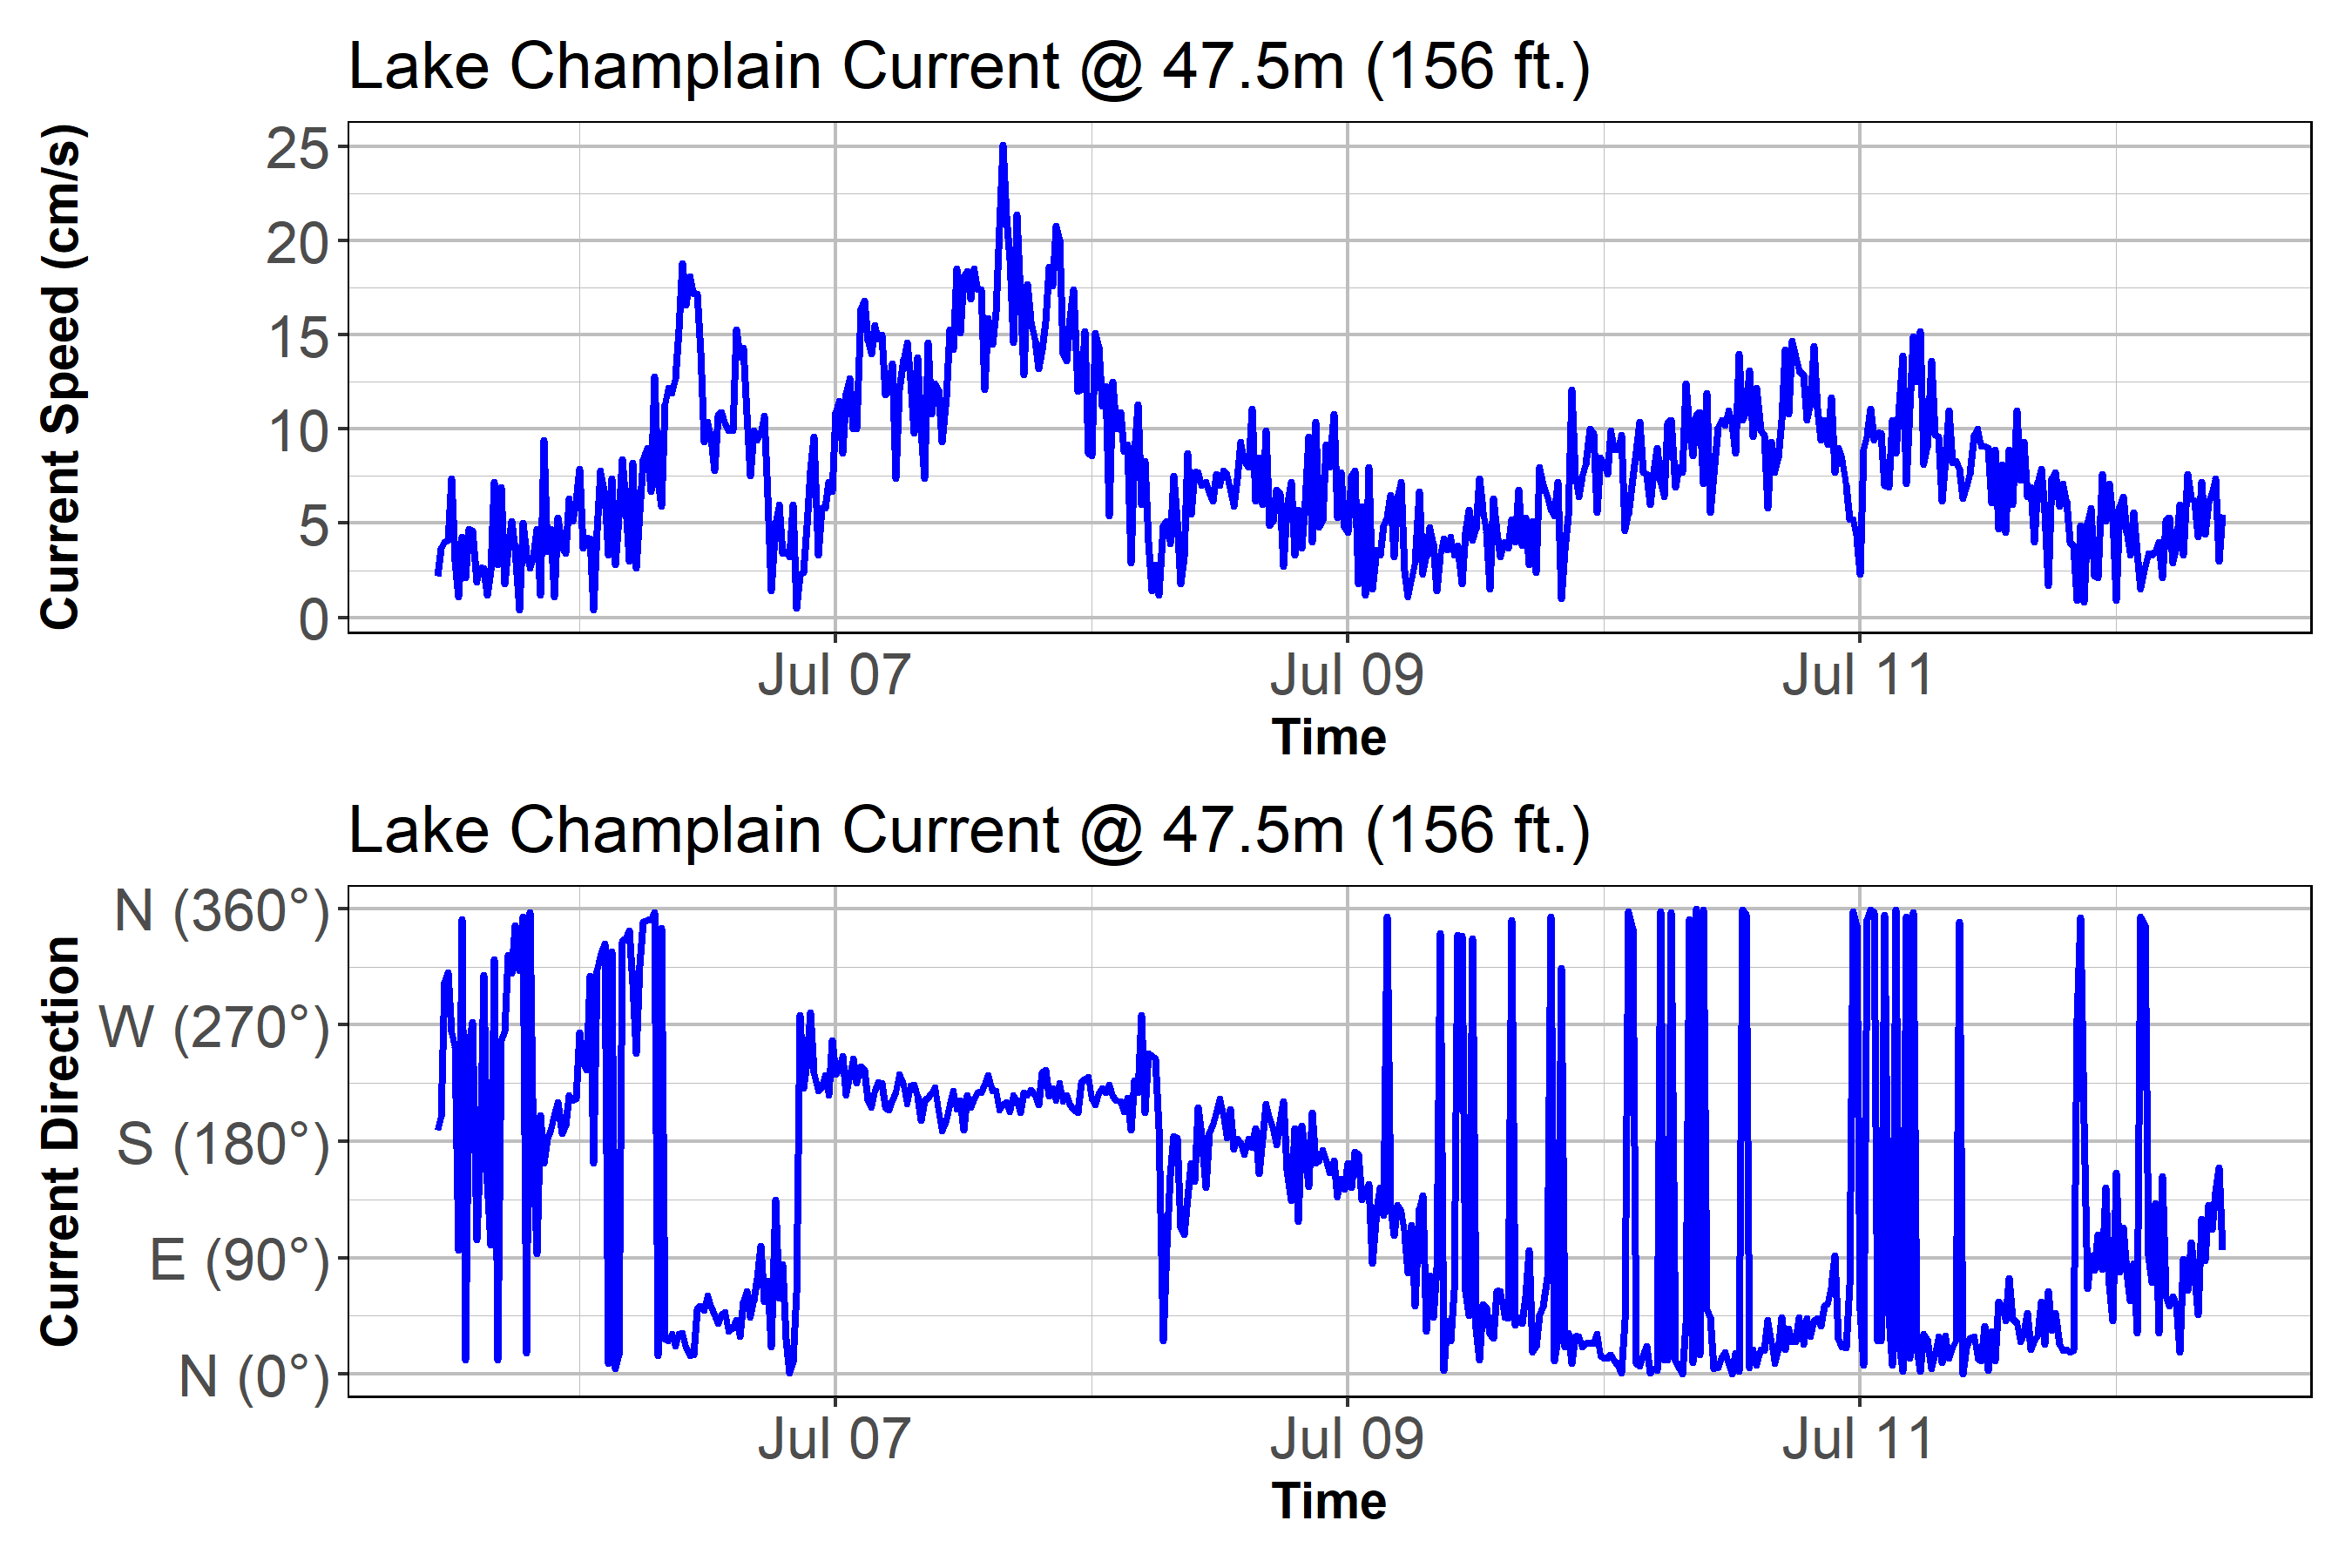 Lake Champlain Current @ 47.5m (156 ft.)
Current Speed (cm/s)
25
20
15
10
5
0
Jul 07
Jul 09
Jul 11
Time
Lake Champlain Current @ 47.5m (156 ft.)
Current Direction
N (360°)
W (270°)
S (180°)
E (90°)
N (0°)
Jul 07
Jul 09
Jul 11
Time